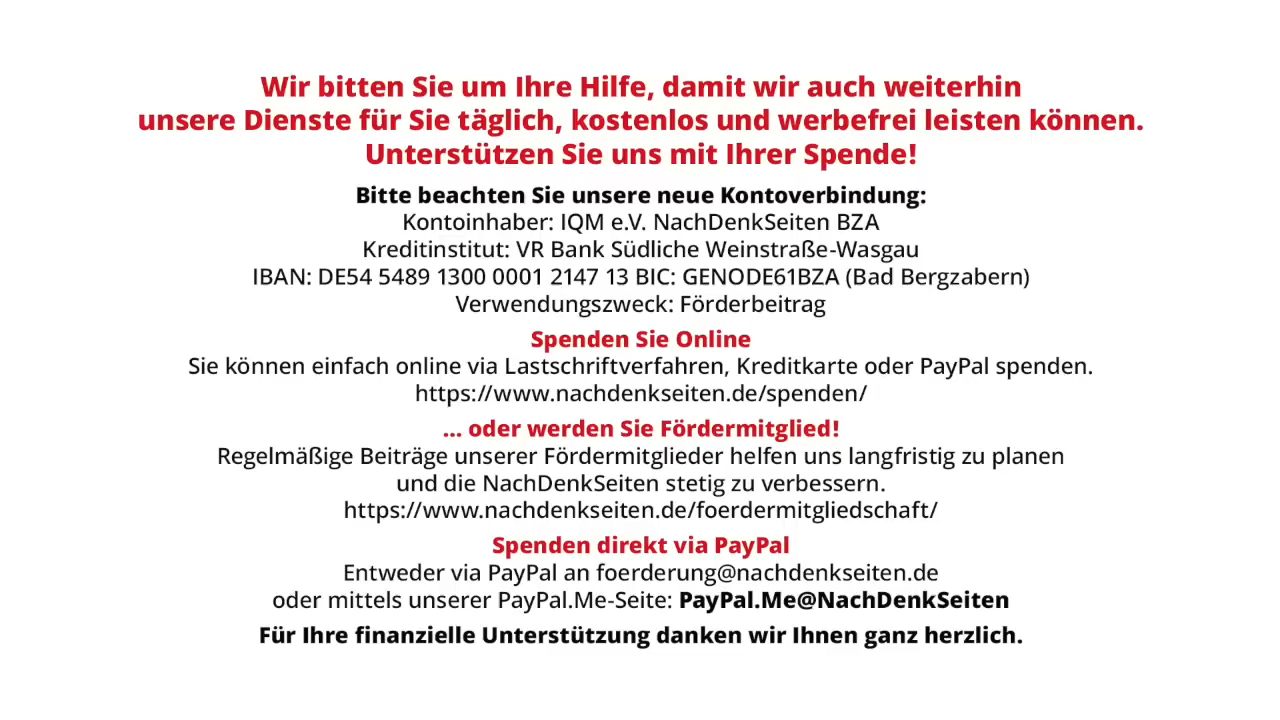 Wir bitten Sie um Ihre Hilfe, damit wir auch weiterhin
unsere Dienste für Sie täglich, kostenlos und werbefrei leisten können.
Unterstützen Sie uns mit Ihrer Spende!
Bitte beachten Sie unsere neue Kontoverbindung:
Kontoinhaber: IQM e.V. NachDenkSeiten BZA
Kreditinstitut: VR Bank Südliche Weinstraße-Wasgau
IBAN: DE54 5489 1300 0001 2147 13 BIC: GENODE61BZA (Bad Bergzabern)
Verwendungszweck: Förderbeitrag
Spenden Sie Online
Sie können einfach online via Lastschriftverfahren, Kreditkarte oder PayPal spenden.
https://www.nachdenkseiten.de/spenden/
... oder werden Sie Fördermitglied!
Regelmäßige Beiträge unserer Fördermitglieder helfen uns langfristig zu planen
und die NachDenkSeiten stetig zu verbessern.
https://www.nachdenkseiten.de/foerdermitgliedschaft/
Spenden direkt via PayPal
Entweder via PayPal an foerderung@nachdenkseiten.de
oder mittels unserer PayPal.Me-Seite: PayPal.Me@NachDenkSeiten
Für Ihre finanzielle Unterstützung danken wir Ihnen ganz herzlich.